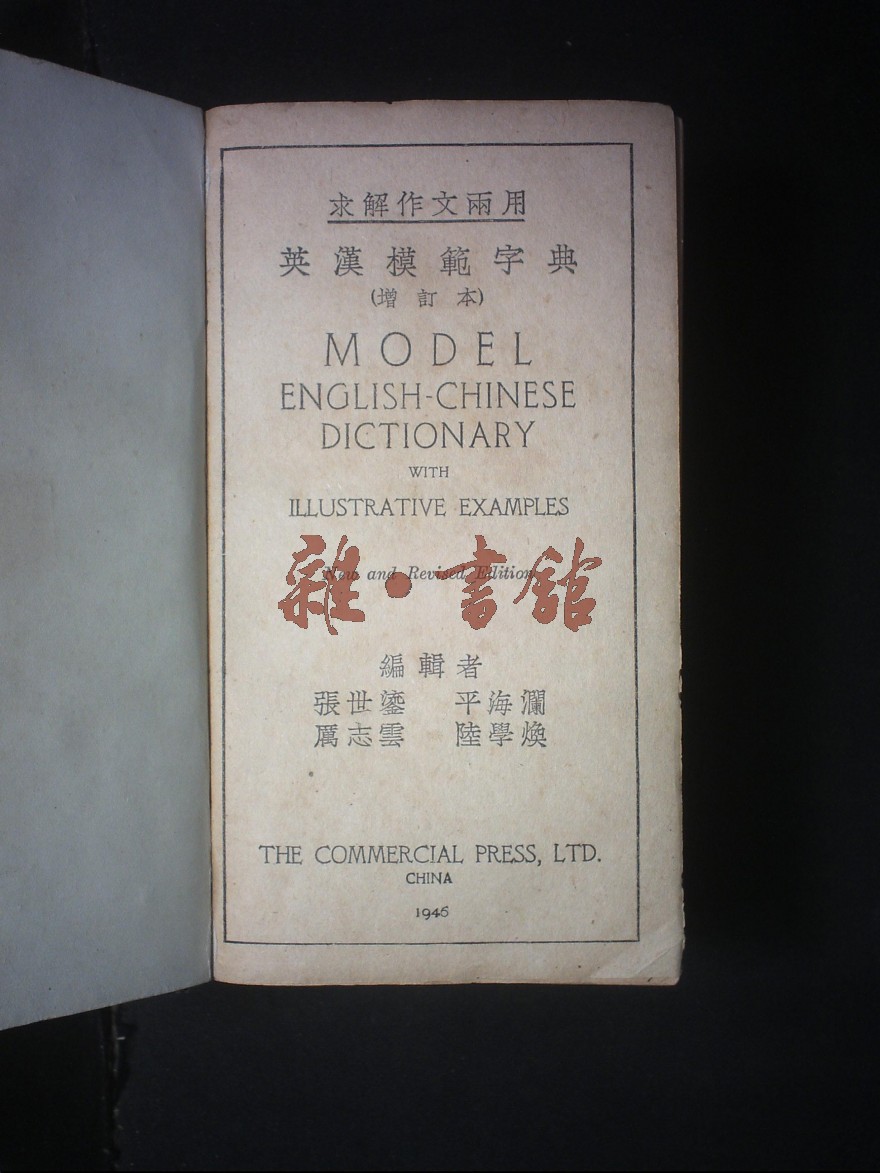 求解作文兩用
英漢模範字典
(增訂本)
MODEL
ENGLISH-CHINESE
DICTIONARY
WITH
ILLUSTRATIVE EXAMPLES
New and Revised Edition
雜·書館
編輯者
張世鎏 平海瀾
厲志雲 陸學煥
THE COMMERCIAL PRESS, LTD.
CHINA
1946